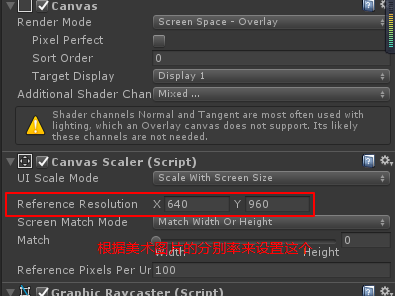 Canvas
Render Mode Screen Space - Overlay
Pixel Perfect
Sort Order 0
Target Display Display 1
Additional Shader Chan Mixed ...
Shader channels Normal and Tangent are most often used with
lighting, which an Overlay canvas does not support. Its likely
these channels are not needed.
Canvas Scaler (Script)
UI Scale Mode Scale With Screen Size
Reference Resolution X 640 Y 960
Screen Match Mode Match Width Or Height
Match 0
根据美术图片的分别率来设置这个
Width Height
Reference Pixels Per Ur 100
Graphic Raycaster (Script)